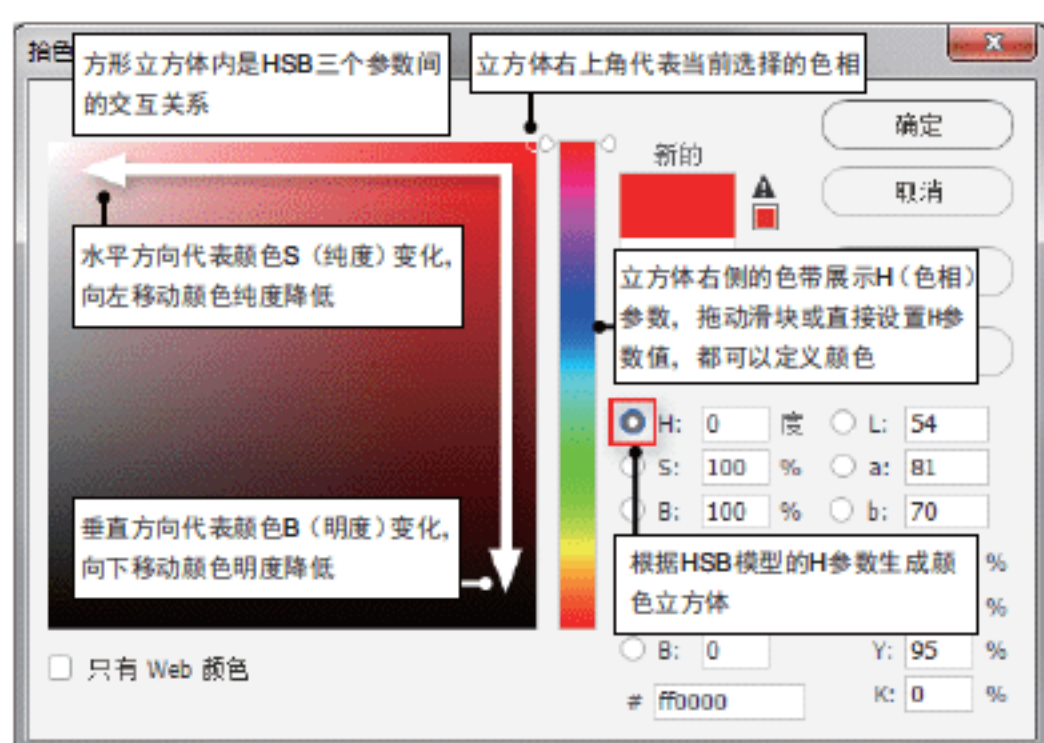 拾色
方形立方体内是HSB三个参数间
的交互关系
立方体右上角代表当前选择的色相
确定
新的
取消
水平方向代表颜色S（纯度）变化，
向左移动颜色纯度降低
立方体右侧的色带展示H（色相）
参数，拖动滑块或直接设置H参
数值，都可以定义颜色
H: 0 度 L: 54
S: 100 % a: 81
B: 100 % b: 70
垂直方向代表颜色B（明度）变化，
向下移动颜色明度降低
根据HSB模型的H参数生成颜
色立方体
%
%
B: 0 Y: 95 %
只有 Web 颜色
# ff0000 K: 0 %